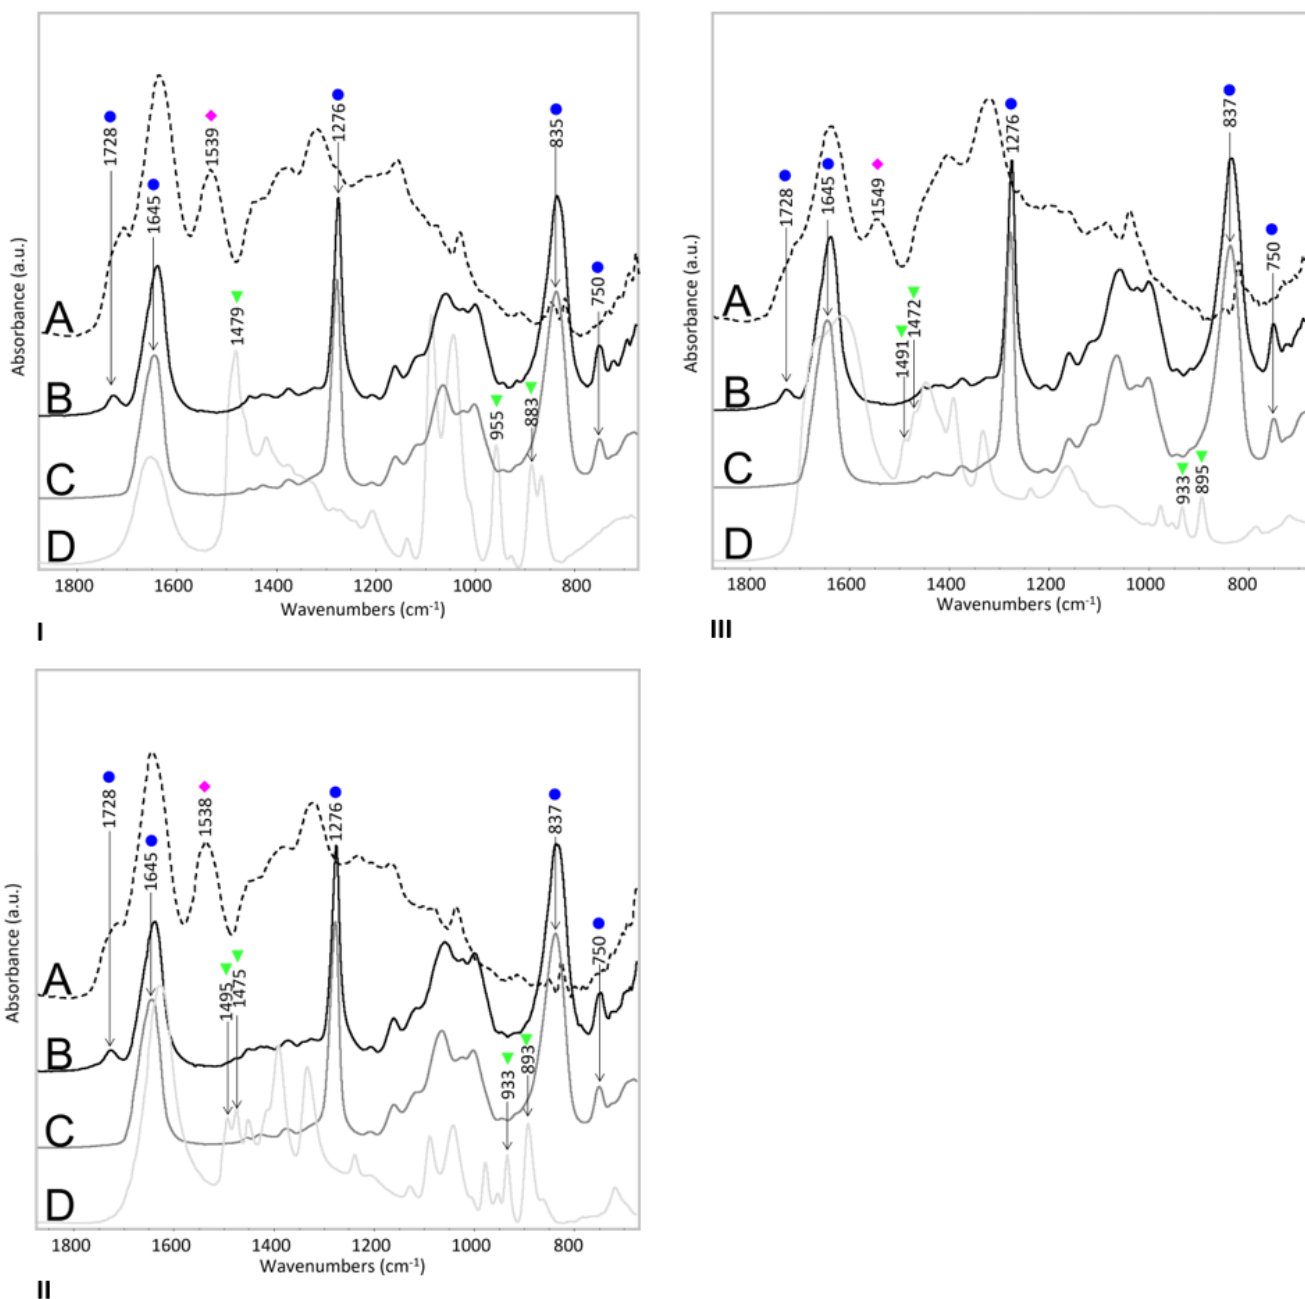 1728
1645
1539
1479
1276
955
883
835
750
A
B
C
D
Absorbance (a.u.)
1800 1600 1400 1200 1000 800
Wavenumbers (cm-1)
I
1728
1645
1549
1491
1472
1276
933
895
837
750
A
B
C
D
Absorbance (a.u.)
1800 1600 1400 1200 1000 800
Wavenumbers (cm-1)
III
1728
1645
1538
1495
1475
1276
933
893
837
750
A
B
C
D
Absorbance (a.u.)
1800 1600 1400 1200 1000 800
Wavenumbers (cm-1)
II